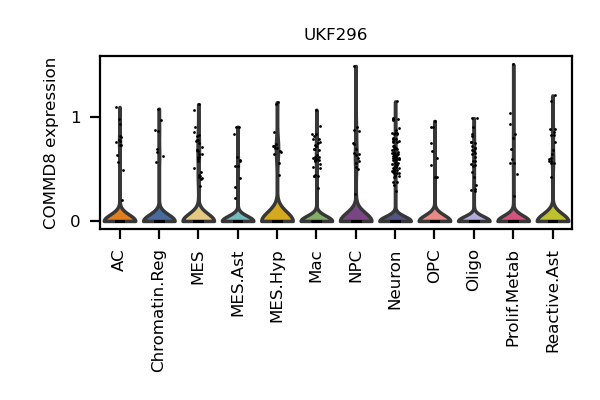 UKF296
COMMD8 expression
1
0
AC
Chromatin.Reg
MES
MES.Ast
MES.Hyp
Mac
NPC
Neuron
OPC
Oligo
Prolif.Metab
Reactive.Ast